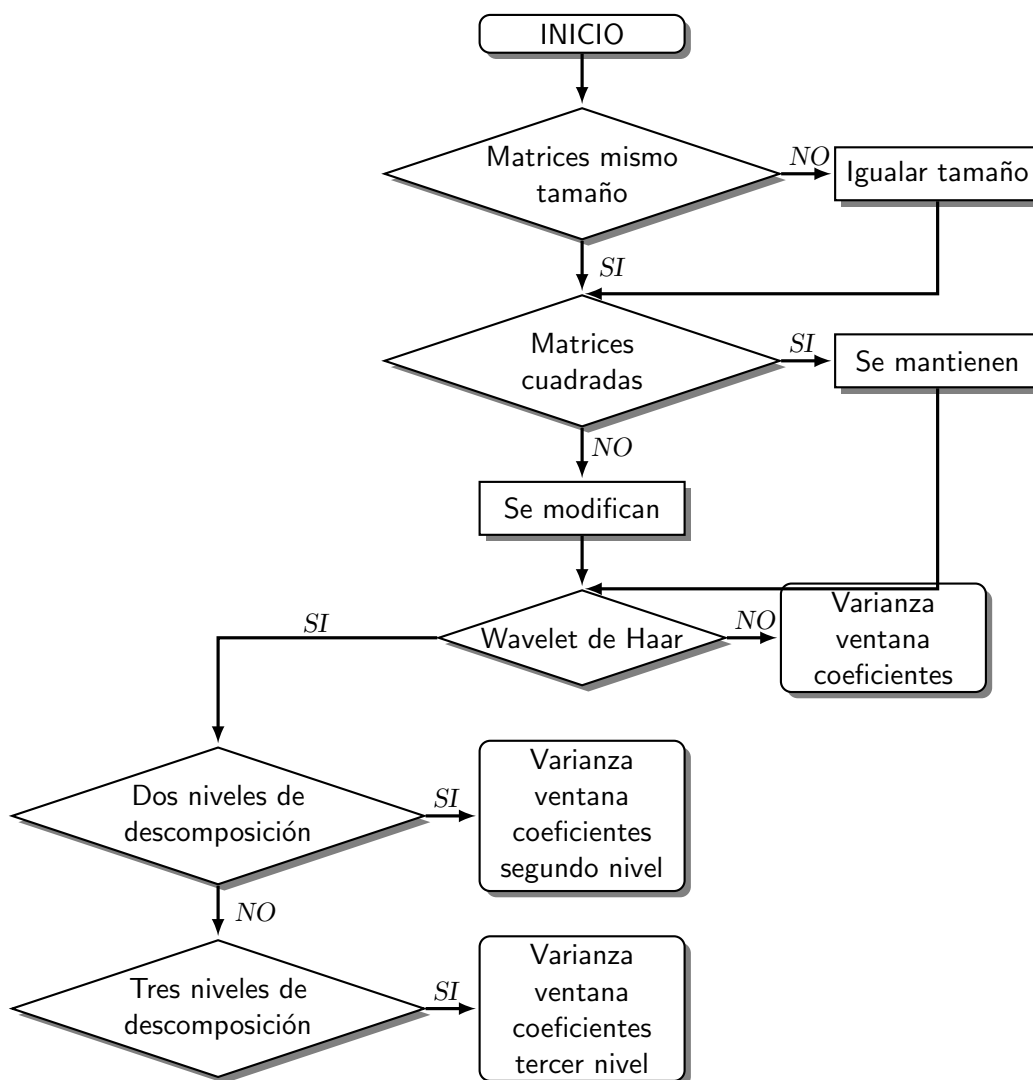 INICIO
Matrices mismo
tamaño
NO
Igualar tamaño
SI
Matrices
cuadradas
SI
Se mantienen
NO
Se modifican
Wavelet de Haar
NO
Varianza
ventana
coeficientes
SI
Dos niveles de
descomposición
SI
Varianza
ventana
coeficientes
segundo nivel
NO
Tres niveles de
descomposición
SI
Varianza
ventana
coeficientes
tercer nivel